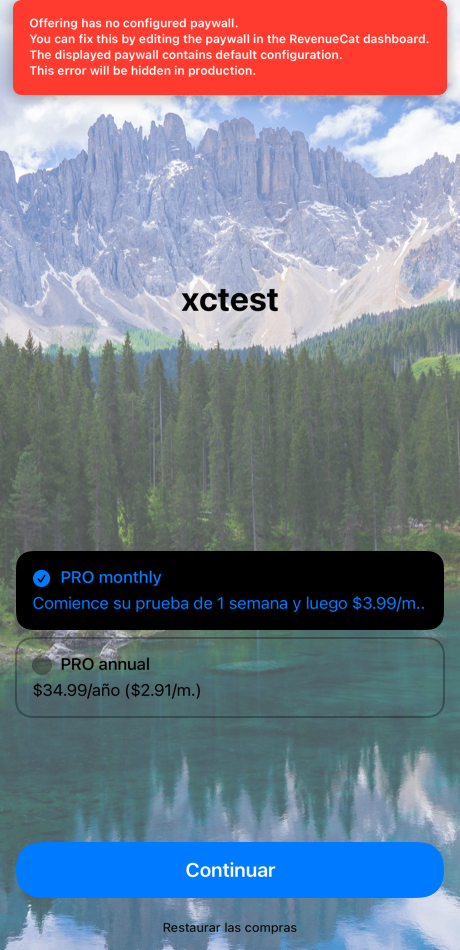 Offering has no configured paywall.
You can fix this by editing the paywall in the RevenueCat dashboard.
The displayed paywall contains default configuration.
This error will be hidden in production.
xctest
PRO monthly
Comience su prueba de 1 semana y luego $3.99/m..
PRO annual
$34.99/año ($2.91/m.)
Continuar
Restaurar las compras